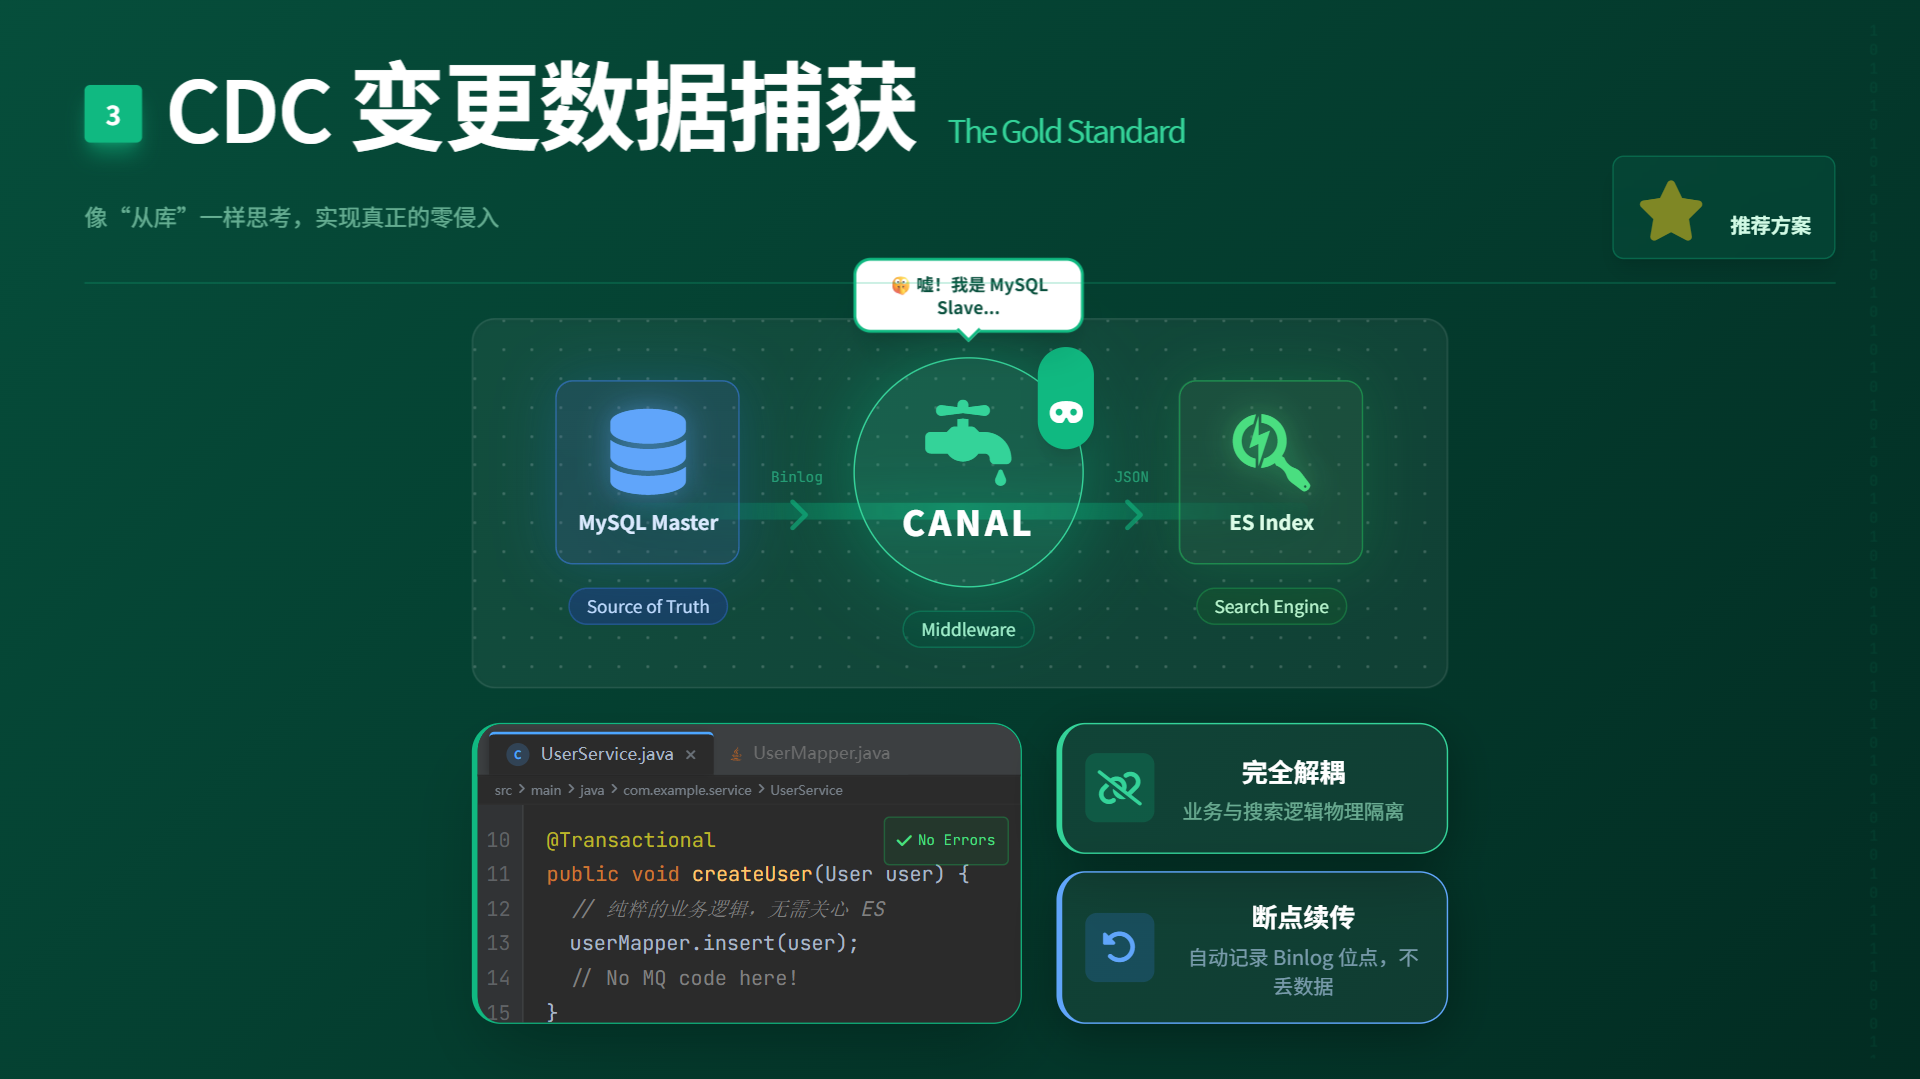 3
CDC 变更数据捕获
The Gold Standard
像“从库”一样思考，实现真正的零侵入
推荐方案
🤫 嘘！我是 MySQL
Slave...
MySQL Master
Source of Truth
Binlog
CANAL
Middleware
JSON
ES Index
Search Engine
C UserService.java ×
UserMapper.java
src > main > java > com.example.service > UserService
No Errors
10 @Transactional
11 public void createUser(User user) {
12 // 纯粹的业务逻辑，无需关心 ES
13 userMapper.insert(user);
14 // No MQ code here!
15 }
完全解耦
业务与搜索逻辑物理隔离
断点续传
自动记录 Binlog 位点，不
丢数据